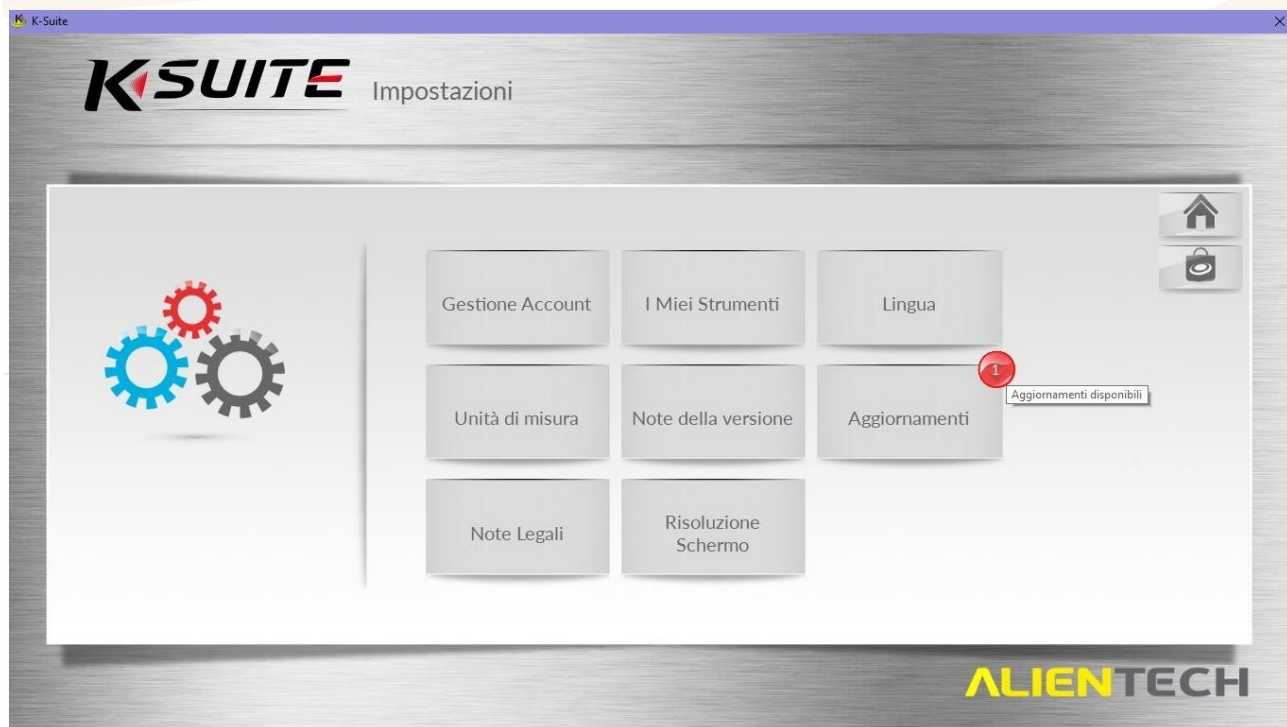 K-Suite
KSUITE Impostazioni
Gestione Account
I Miei Strumenti
Lingua
1
Aggiornamenti disponibili
Unità di misura
Note della versione
Aggiornamenti
Note Legali
Risoluzione
Schermo
ALIENTECH